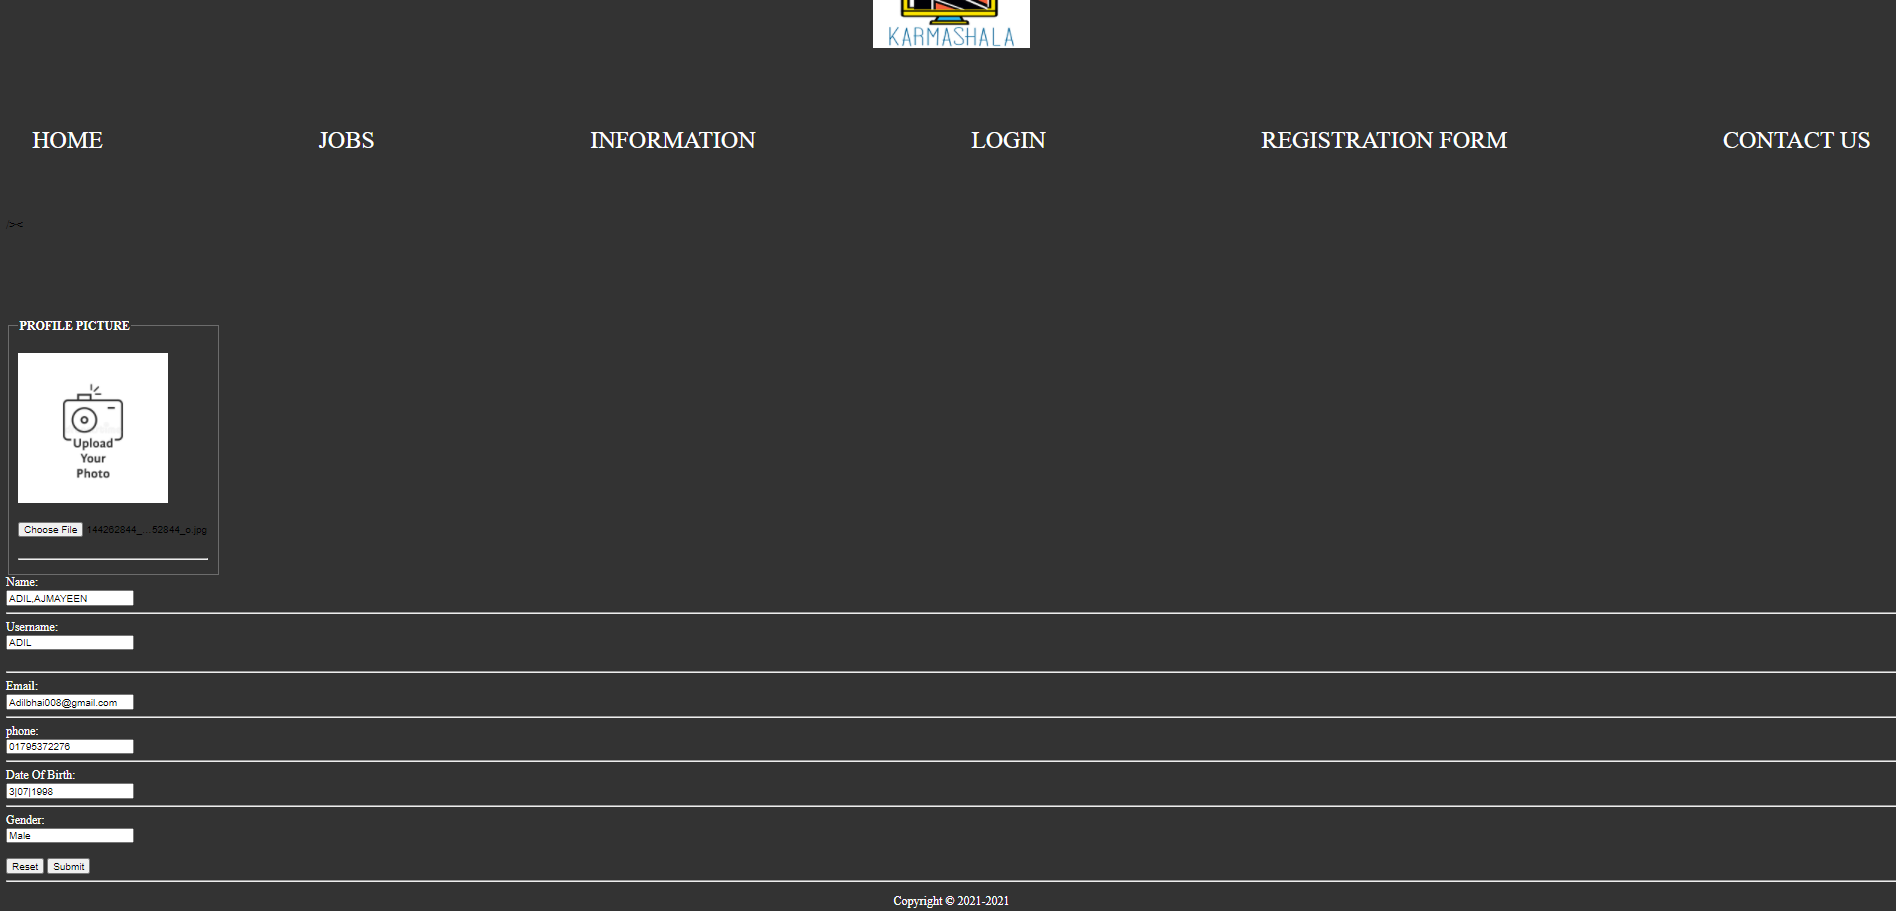 KARMASHALA
HOME JOBS INFORMATION LOGIN REGISTRATION FORM CONTACT US
/><
PROFILE PICTURE
Upload
Your
Photo
Choose File 144262844_...52844_o.jpg
Name:
ADIL,AJMAYEEN
Username:
ADIL
Email:
Adilbhai008@gmail.com
phone:
01795372276
Date Of Birth:
3|07|1998
Gender:
Male
Reset Submit
Copyright © 2021-2021